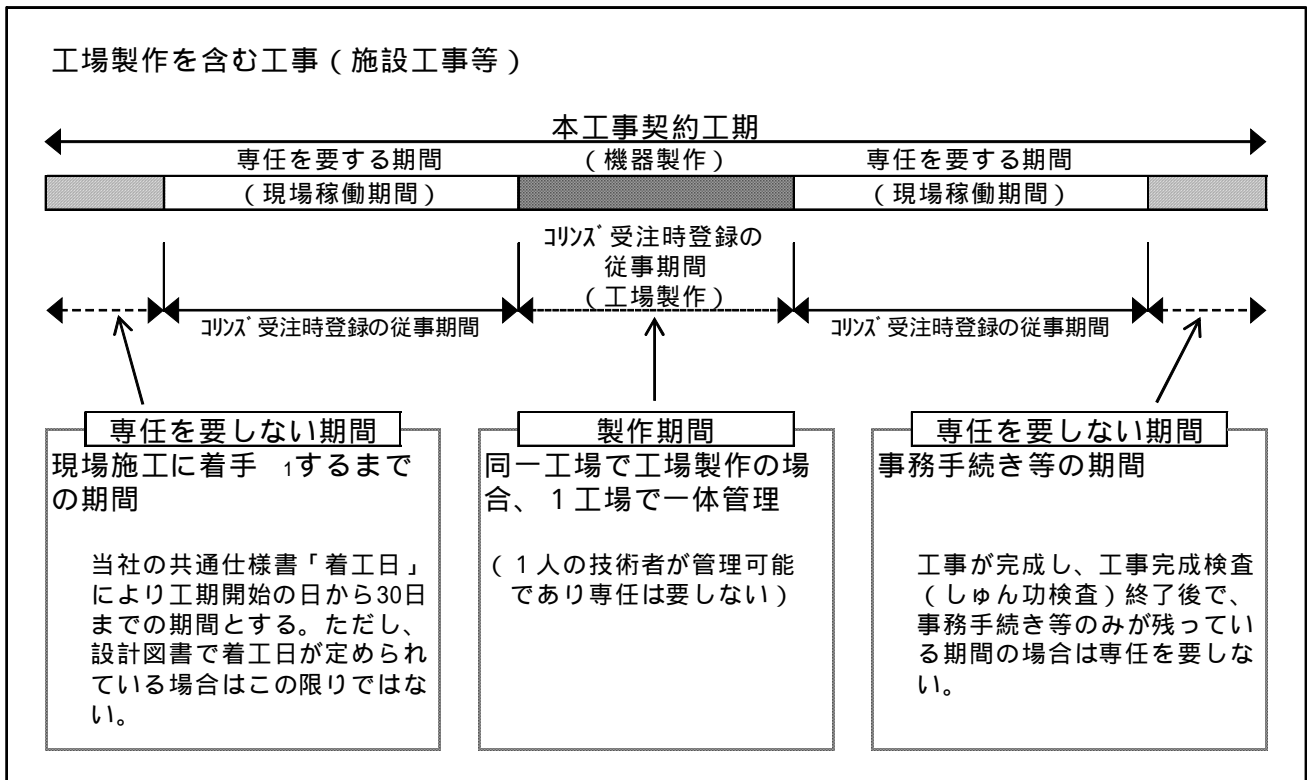 工場製作を含む工事（施設工事等）
本工事契約工期
専任を要する期間
（機器製作）
専任を要する期間
（現場稼働期間）
（現場稼働期間）
ｺﾘﾝｽﾞ受注時登録の
従事期間
（工場製作）
ｺﾘﾝｽﾞ受注時登録の従事期間
ｺﾘﾝｽﾞ受注時登録の従事期間
専任を要しない期間
現場施工に着手 1するまで
の期間
当社の共通仕様書「着工日」
により工期開始の日から30日
までの期間とする。ただし、
設計図書で着工日が定められ
ている場合はこの限りではな
い。
製作期間
同一工場で工場製作の場
合、１工場で一体管理
（１人の技術者が管理可能
であり専任は要しない）
専任を要しない期間
事務手続き等の期間
工事が完成し、工事完成検査
（しゅん功検査）終了後で、
事務手続き等のみが残ってい
る期間の場合は専任を要しな
い。